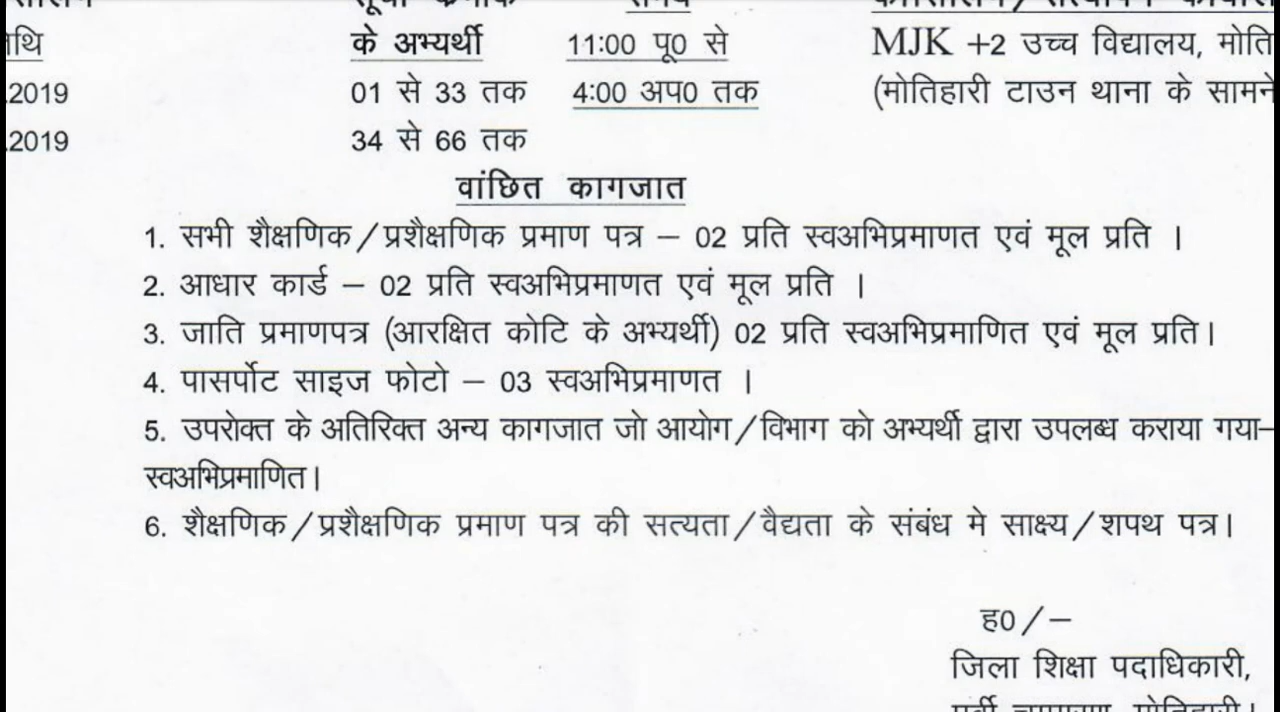 के अभ्यर्थी 11:00 पू0 से MJK +2 उच्च विद्यालय,
.2019 01 से 33 तक 4:00 अप0 तक (मोतिहारी टाउन थाना के सामने
.2019 34 से 66 तक
वांछित कागजात
1. सभी शैक्षणिक/प्रशैक्षणिक प्रमाण पत्र – 02 प्रति स्वअभिप्रमाणत एवं मूल प्रति ।
2. आधार कार्ड – 02 प्रति स्वअभिप्रमाणत एवं मूल प्रति ।
3. जाति प्रमाणपत्र (आरक्षित कोटि के अभ्यर्थी) 02 प्रति स्वअभिप्रमाणित एवं मूल प्रति।
4. पासर्पोट साइज फोटो – 03 स्वअभिप्रमाणत ।
5. उपरोक्त के अतिरिक्त अन्य कागजात जो आयोग/विभाग को अभ्यर्थी द्वारा उपलब्ध कराया गया–
स्वअभिप्रमाणित।
6. शैक्षणिक/प्रशैक्षणिक प्रमाण पत्र की सत्यता/वैद्यता के संबंध मे साक्ष्य/शपथ पत्र।
ह0/–
जिला शिक्षा पदाधिकारी,